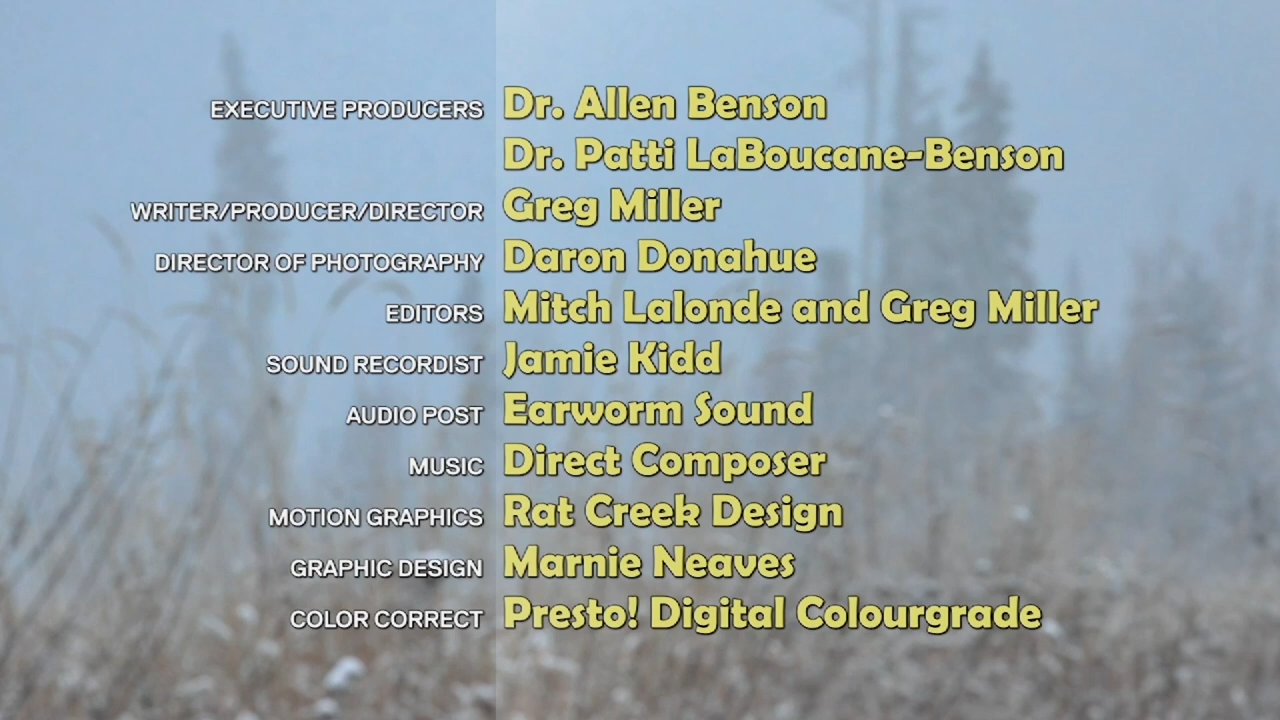 EXECUTIVE PRODUCERS Dr. Allen Benson
Dr. Patti LaBoucane-Benson
WRITER/PRODUCER/DIRECTOR Greg Miller
DIRECTOR OF PHOTOGRAPHY Daron Donahue
EDITORS Mitch Lalonde and Greg Miller
SOUND RECORDIST Jamie Kidd
AUDIO POST Earworm Sound
MUSIC Direct Composer
MOTION GRAPHICS Rat Creek Design
GRAPHIC DESIGN Marnie Neaves
COLOR CORRECT Presto! Digital Colourgrade